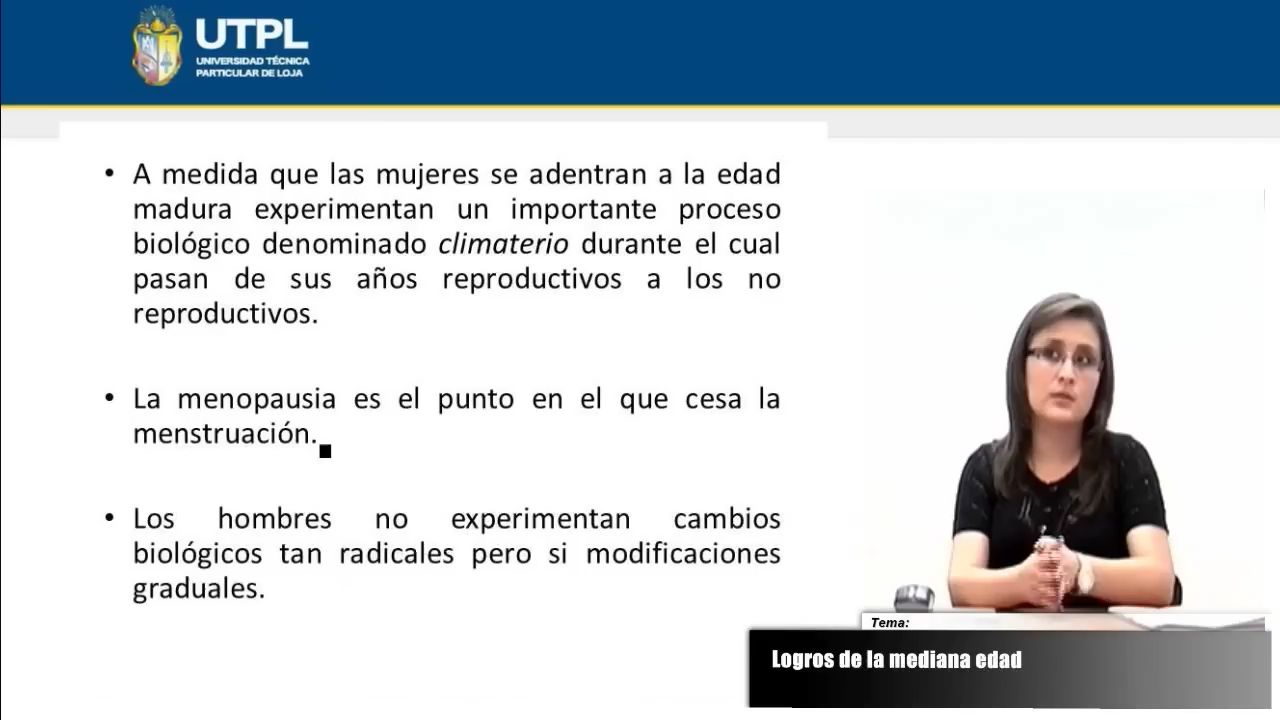 UTPL
UNIVERSIDAD TÉCNICA
PARTICULAR DE LOJA
• A medida que las mujeres se adentran a la edad
madura experimentan un importante proceso
biológico denominado climaterio durante el cual
pasan de sus años reproductivos a los no
reproductivos.
• La menopausia es el punto en el que cesa la
menstruación.
• Los hombres no experimentan cambios
biológicos tan radicales pero si modificaciones
graduales.
Tema:
Logros de la mediana edad